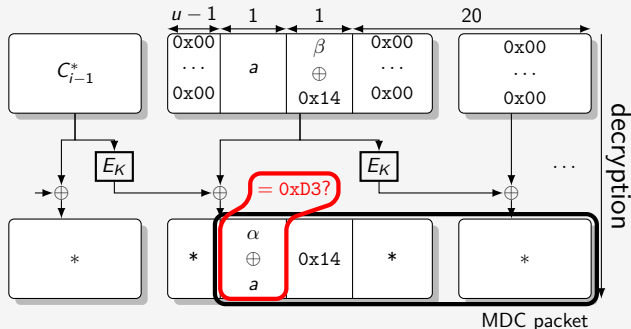 u − 1 1 1 20
C*ᵢ₋₁
0x00 ... 0x00
a
β ⊕ 0x14
0x00 ... 0x00
0x00 ... 0x00
decryption
E_K
E_K
...
⊕ ⊕ ⊕
= 0xD3?
*
*
α ⊕ a
0x14
*
*
MDC packet